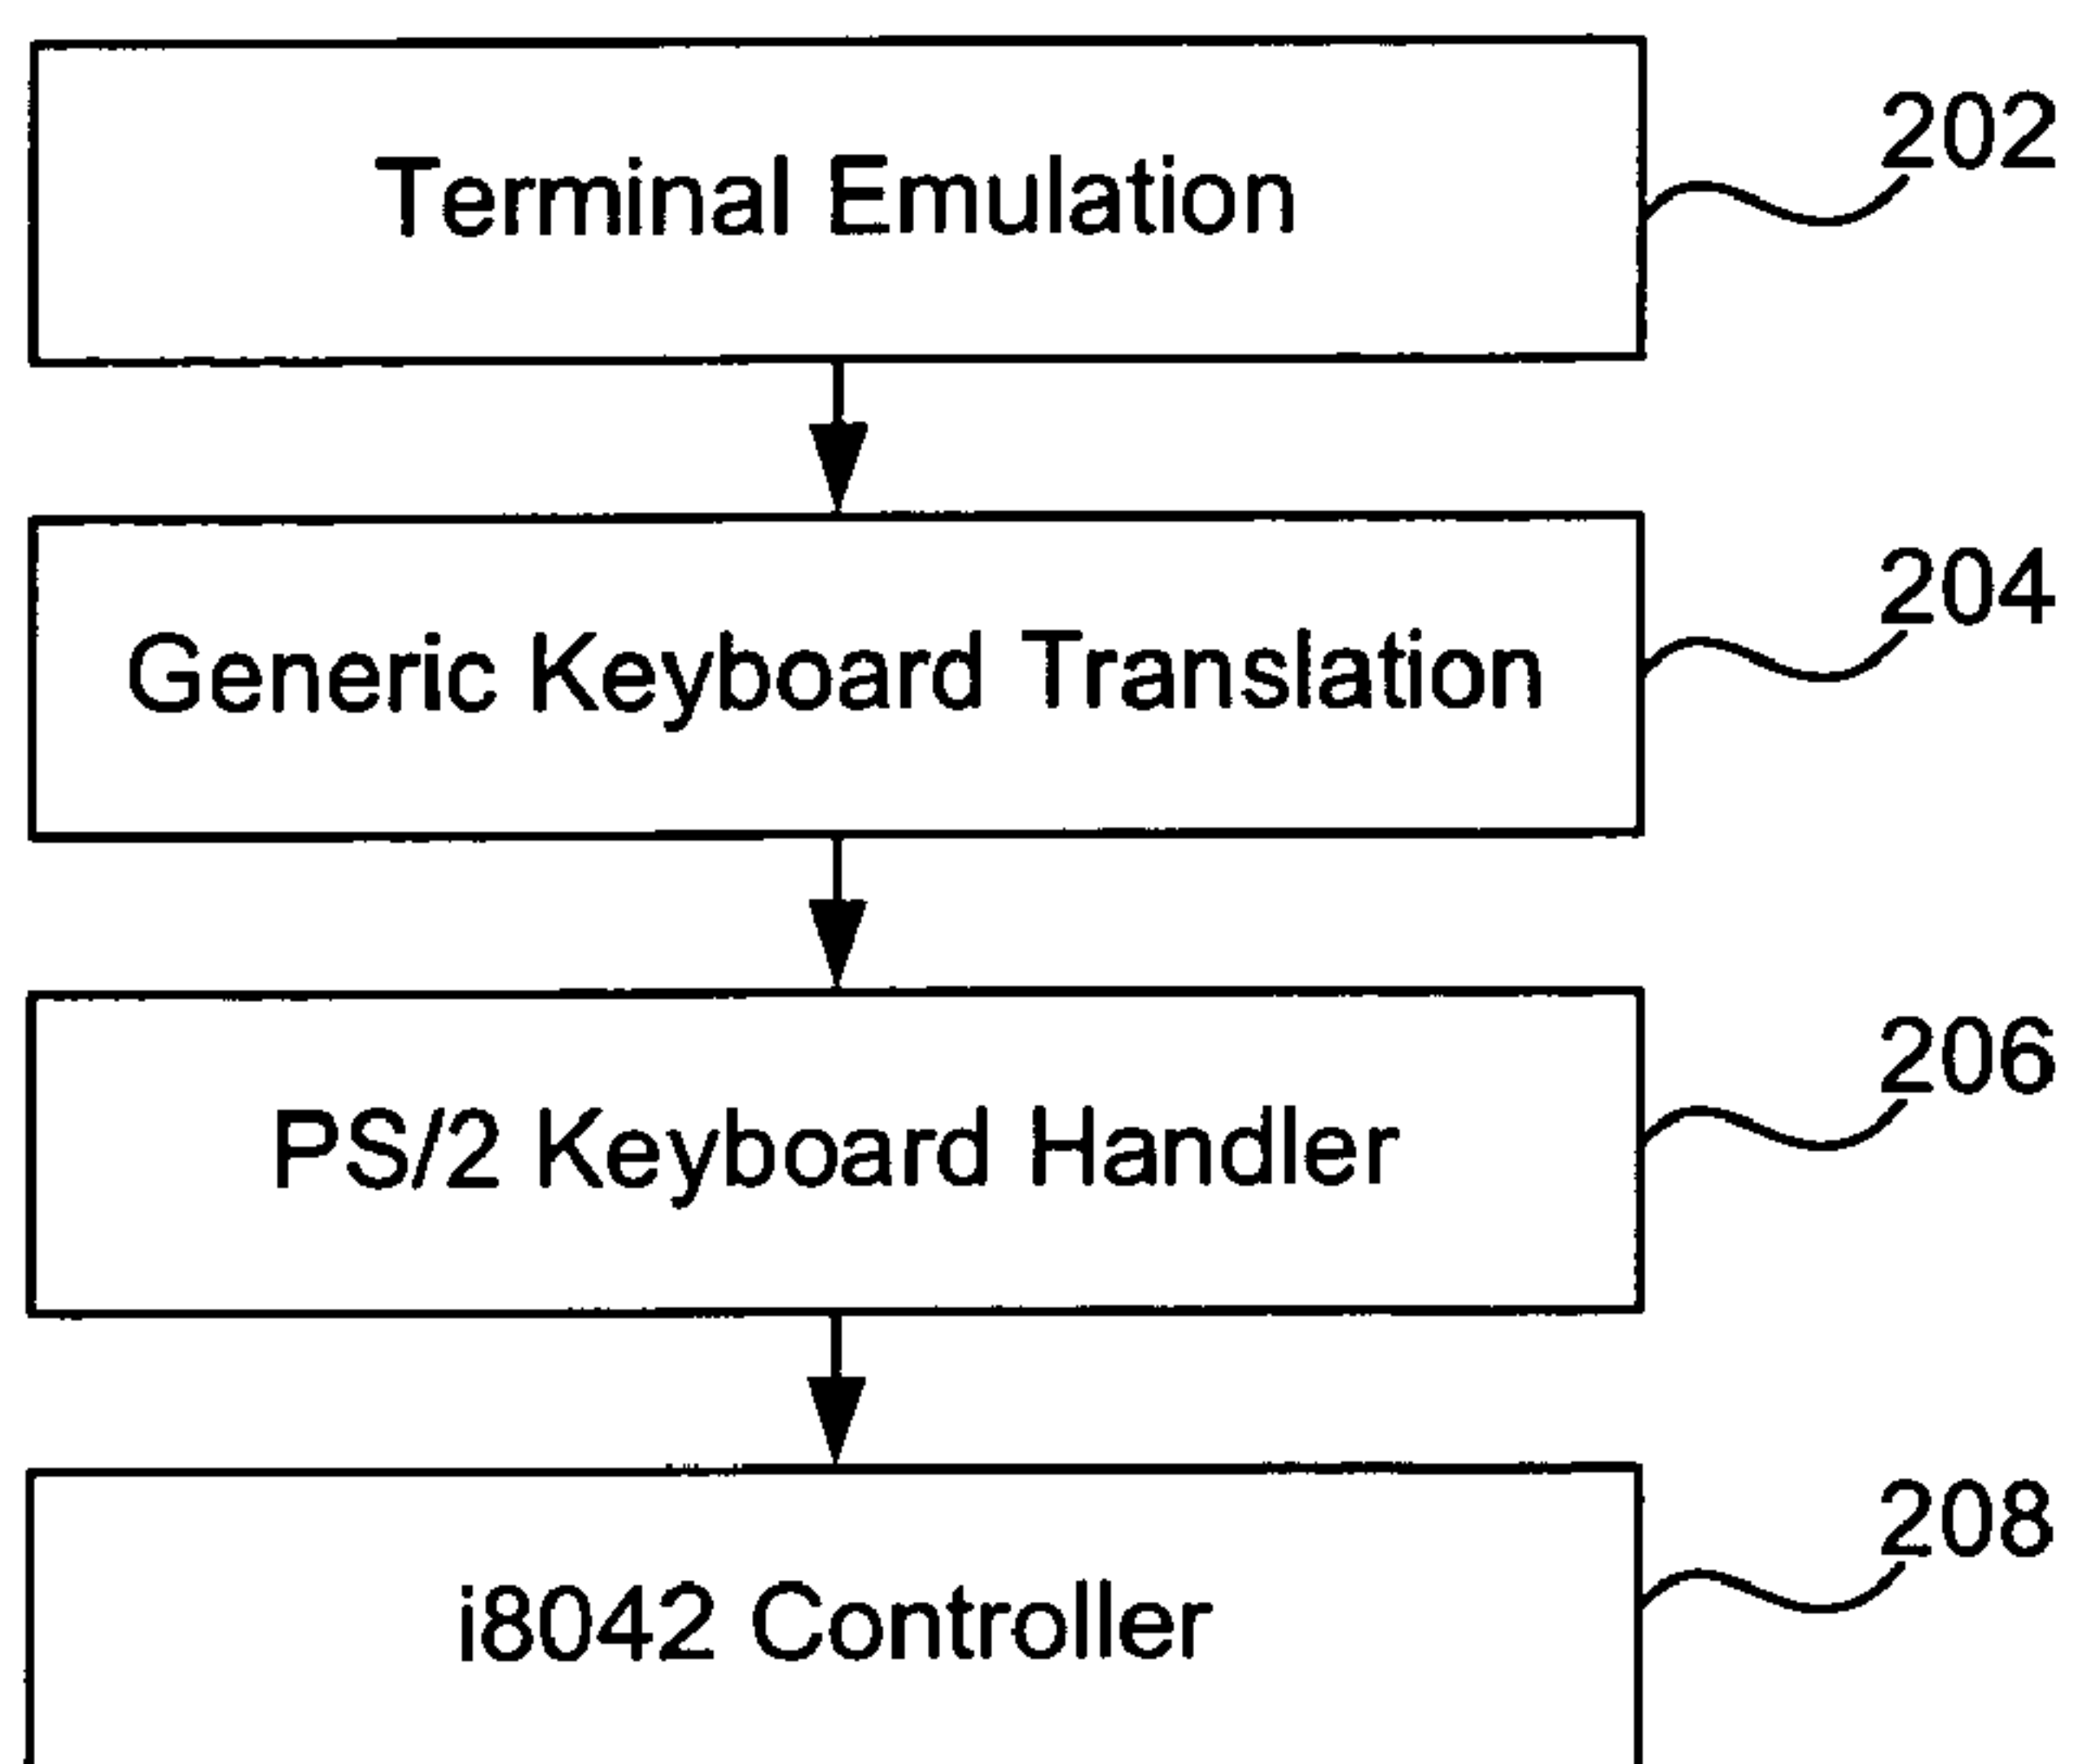 Terminal Emulation
202
Generic Keyboard Translation
204
PS/2 Keyboard Handler
206
i8042 Controller
208